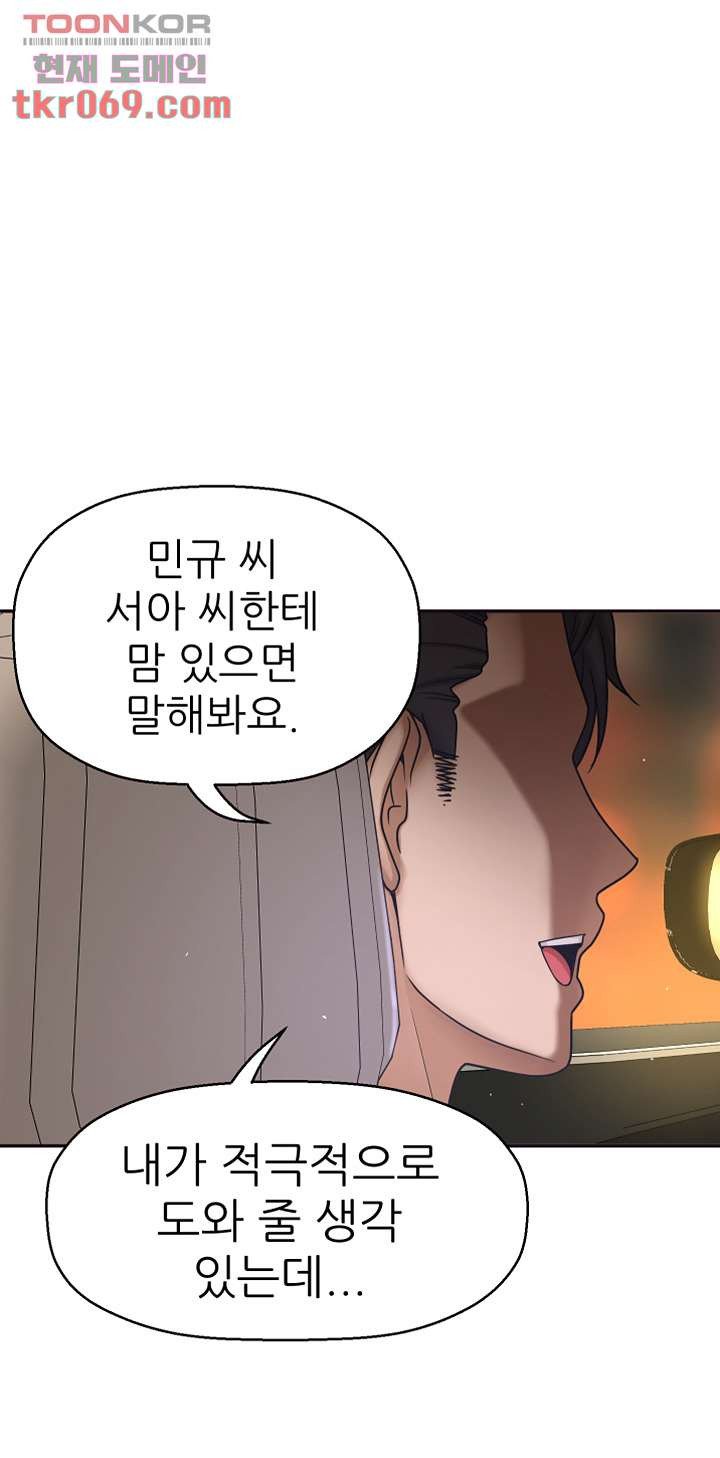 TOONKOR
현재 도메인
tkr069.com
민규 씨
서아 씨한테
맘 있으면
말해봐요.
내가 적극적으로
도와 줄 생각
있는데...